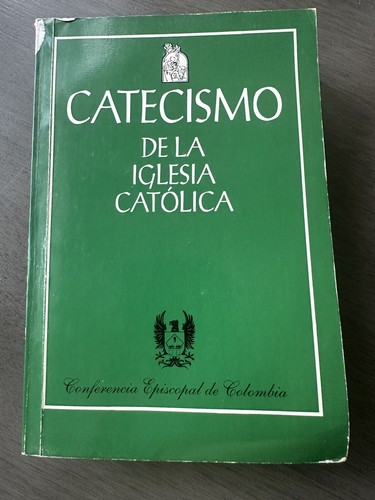 CATECISMO
DE LA
IGLESIA
CATÓLICA
Conferencia Episcopal de Colombia